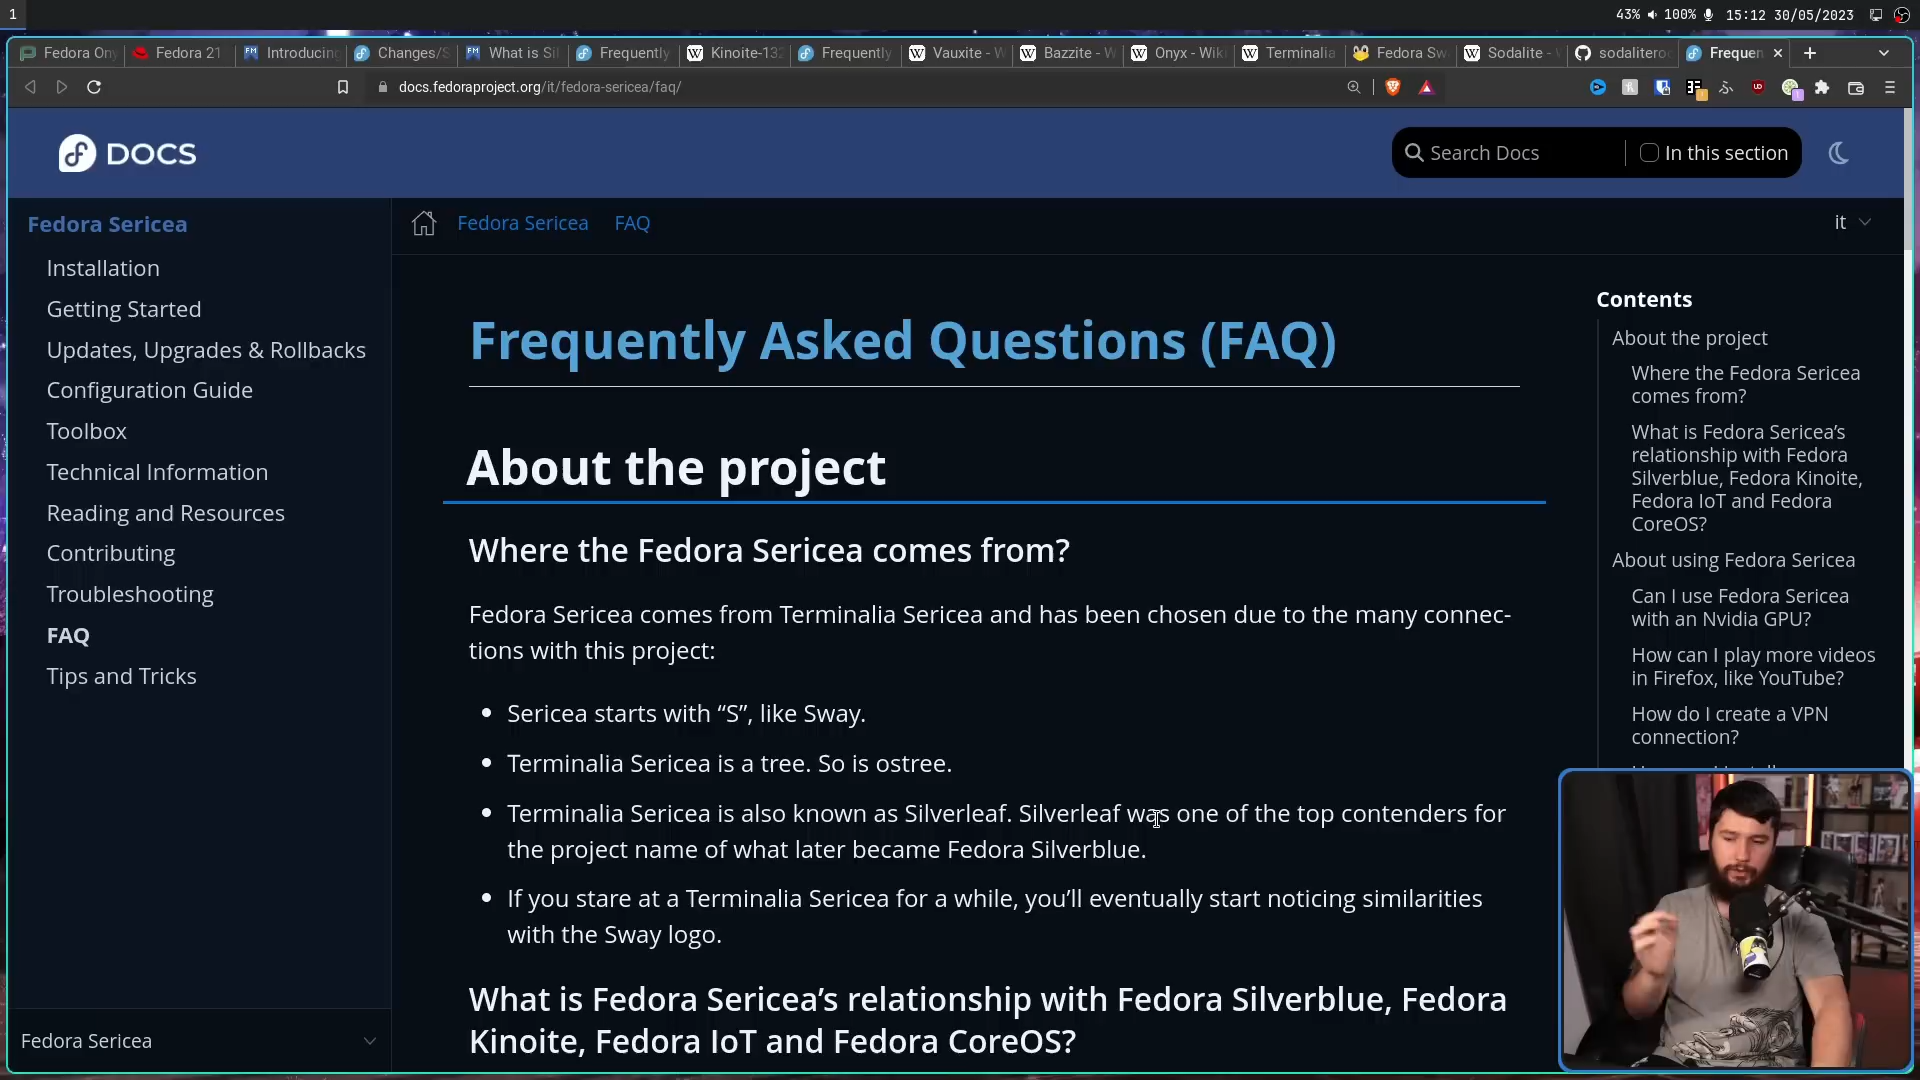 1
43% 100% 15:12 30/05/2023
Fedora Ony
Fedora 21
Introducing
Changes/S
What is Sil
Frequently
Kinoite-132
Frequently
Vauxite - W
Bazzite - W
Onyx - Wiki
Terminalia
Fedora Sw
Sodalite -
sodaliteroc
Frequen
docs.fedoraproject.org/it/fedora-sericea/faq/
DOCS
Search Docs
In this section
Fedora Sericea
Installation
Getting Started
Updates, Upgrades & Rollbacks
Configuration Guide
Toolbox
Technical Information
Reading and Resources
Contributing
Troubleshooting
FAQ
Tips and Tricks
Fedora Sericea
Fedora Sericea FAQ
it
Frequently Asked Questions (FAQ)
About the project
Where the Fedora Sericea comes from?
Fedora Sericea comes from Terminalia Sericea and has been chosen due to the many connec-
tions with this project:
Sericea starts with “S”, like Sway.
Terminalia Sericea is a tree. So is ostree.
Terminalia Sericea is also known as Silverleaf. Silverleaf was one of the top contenders for
the project name of what later became Fedora Silverblue.
If you stare at a Terminalia Sericea for a while, you’ll eventually start noticing similarities
with the Sway logo.
What is Fedora Sericea’s relationship with Fedora Silverblue, Fedora
Kinoite, Fedora IoT and Fedora CoreOS?
Contents
About the project
Where the Fedora Sericea
comes from?
What is Fedora Sericea’s
relationship with Fedora
Silverblue, Fedora Kinoite,
Fedora IoT and Fedora
CoreOS?
About using Fedora Sericea
Can I use Fedora Sericea
with an Nvidia GPU?
How can I play more videos
in Firefox, like YouTube?
How do I create a VPN
connection?